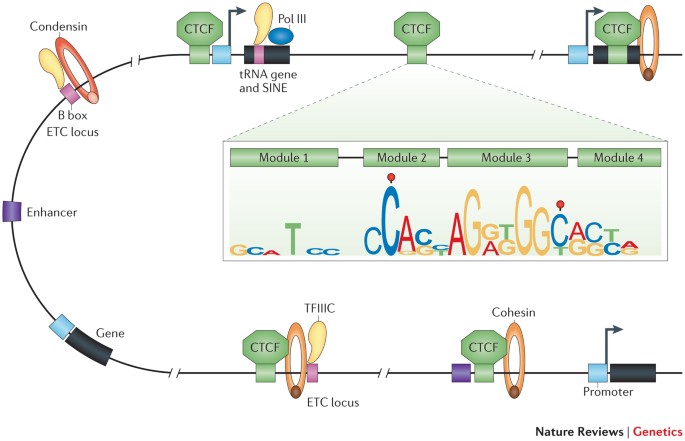 Condensin
CTCF
Pol III
CTCF
CTCF
tRNA gene
and SINE
B box
ETC locus
Module 1
Module 2
Module 3
Module 4
Enhancer
Gene
TFIIIC
Cohesin
CTCF
CTCF
ETC locus
Promoter
Nature Reviews | Genetics